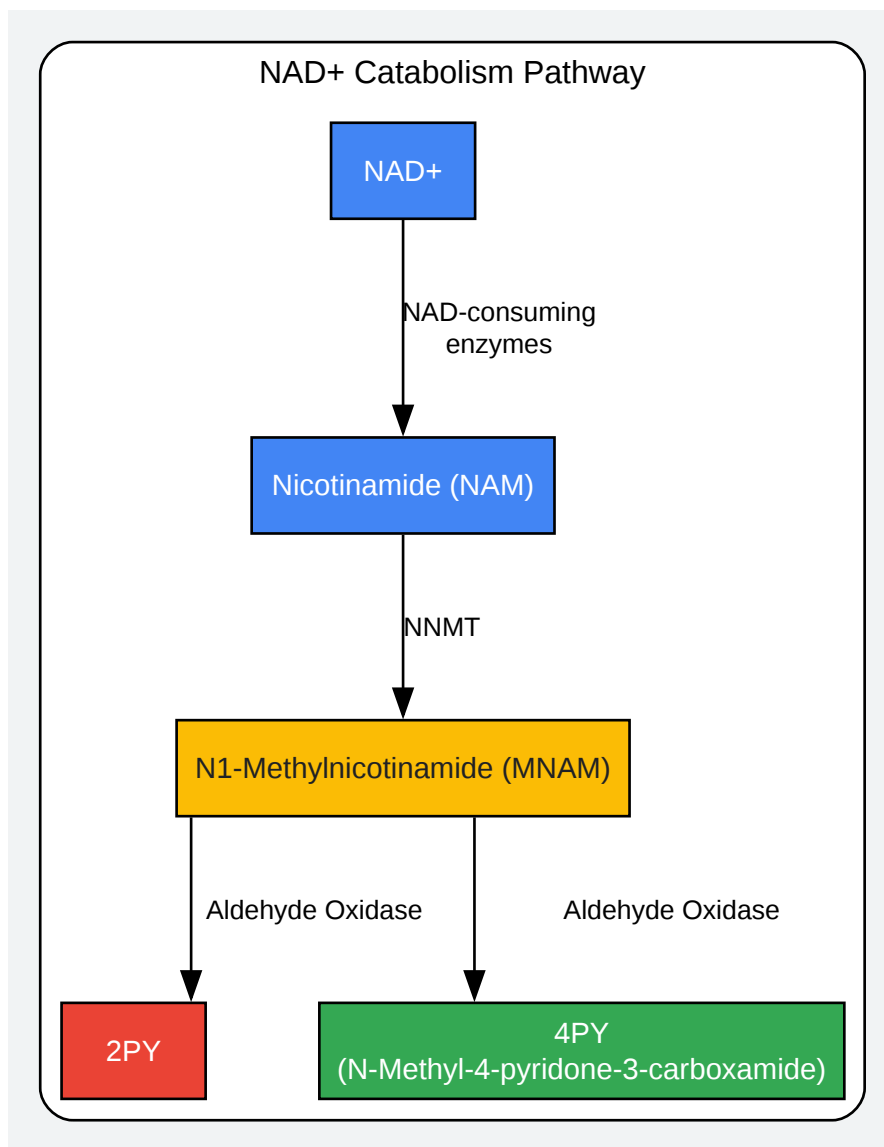 NAD+ Catabolism Pathway
NAD+
NAD-consuming
enzymes
Nicotinamide (NAM)
NNMT
N1-Methylnicotinamide (MNAM)
Aldehyde Oxidase
Aldehyde Oxidase
2PY
4PY
(N-Methyl-4-pyridone-3-carboxamide)